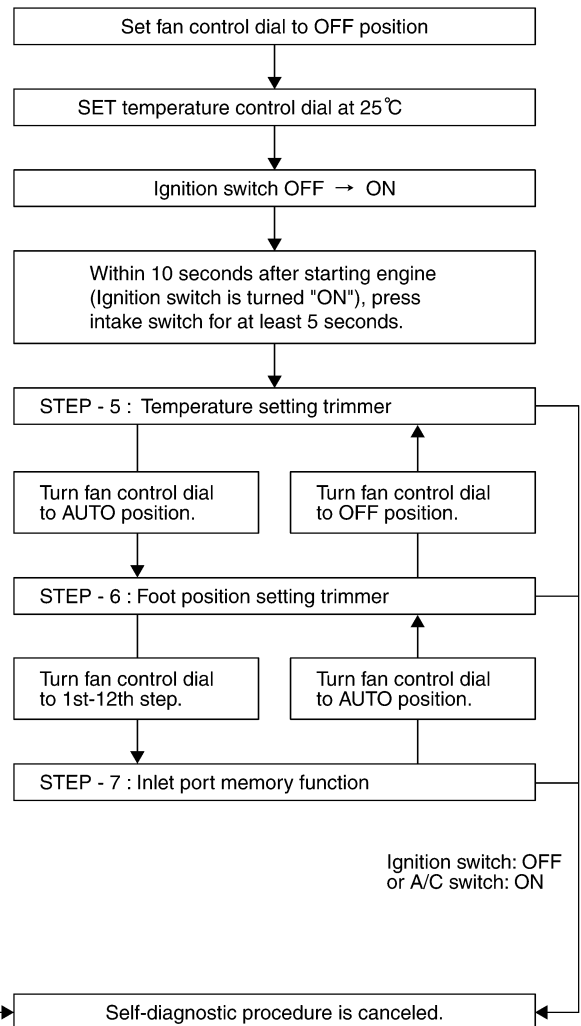 Set fan control dial to OFF position
SET temperature control dial at 25℃
Ignition switch OFF → ON
Within 10 seconds after starting engine
(Ignition switch is turned "ON"), press
intake switch for at least 5 seconds.
STEP - 5 : Temperature setting trimmer
Turn fan control dial
to AUTO position.
Turn fan control dial
to OFF position.
STEP - 6 : Foot position setting trimmer
Turn fan control dial
to 1st-12th step.
Turn fan control dial
to AUTO position.
STEP - 7 : Inlet port memory function
Ignition switch: OFF
or A/C switch: ON
Self-diagnostic procedure is canceled.